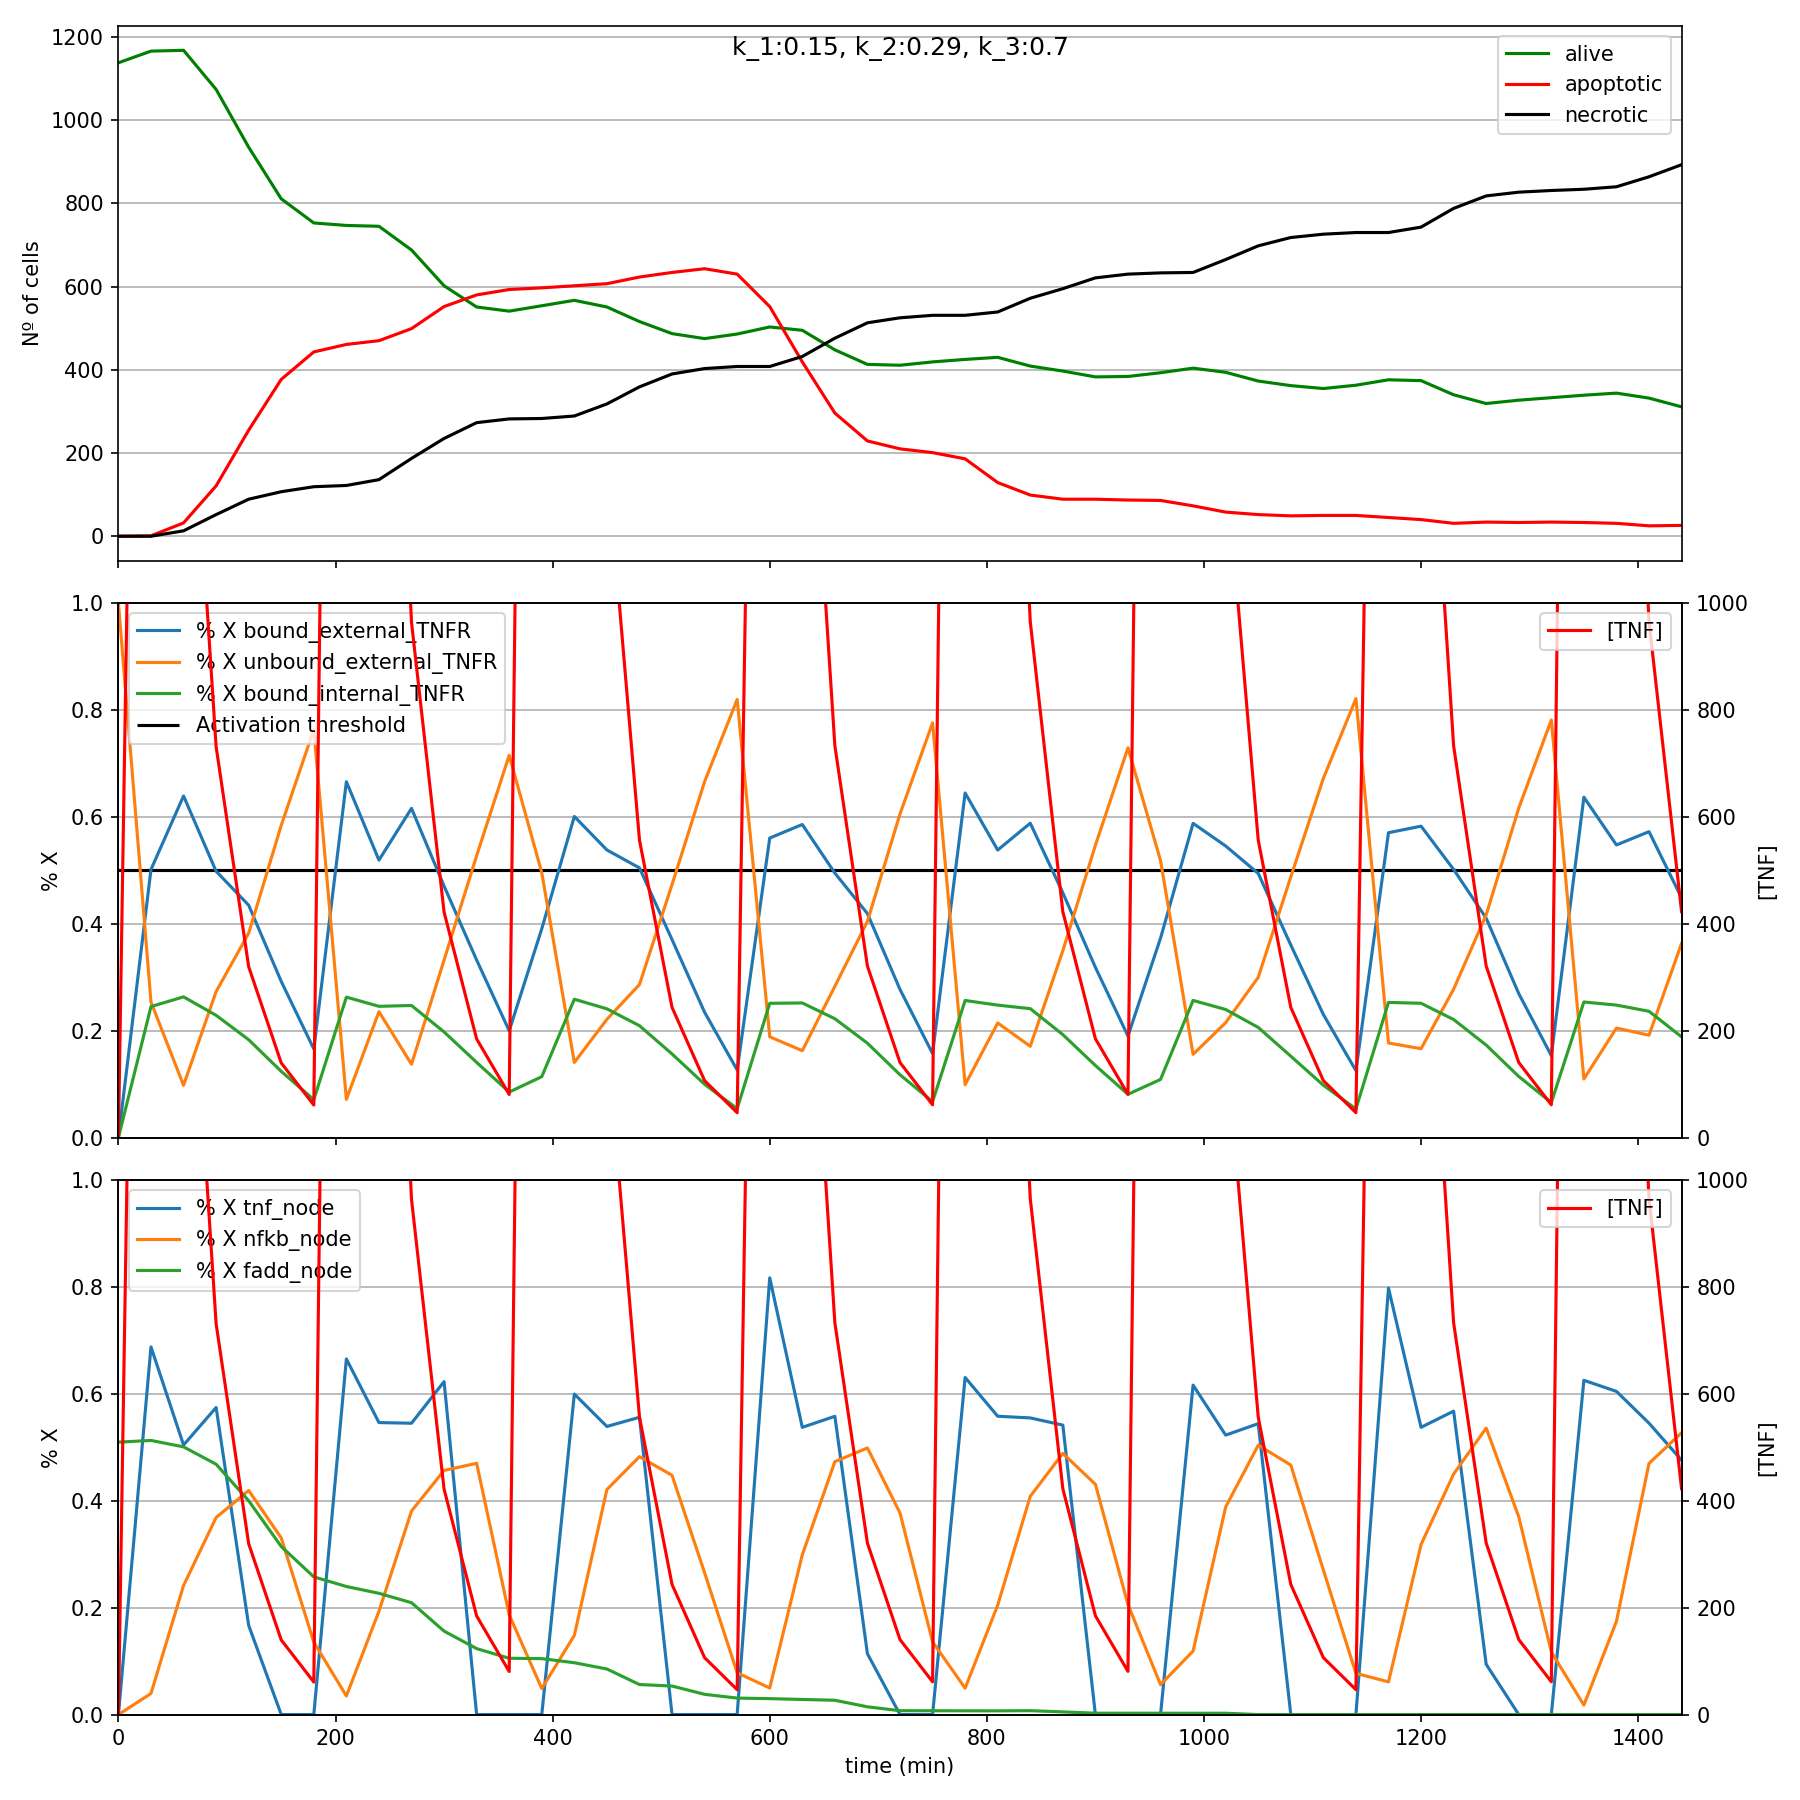 k_1:0.15, k_2:0.29, k_3:0.7
alive
apoptotic
necrotic
1200
1000
800
600
400
200
0
Nº of cells
% X bound_external_TNFR
% X unbound_external_TNFR
% X bound_internal_TNFR
Activation threshold
[TNF]
1.0
0.8
0.6
0.4
0.2
0.0
% X
1000
800
600
400
200
0
[TNF]
% X tnf_node
% X nfkb_node
% X fadd_node
[TNF]
1.0
0.8
0.6
0.4
0.2
0.0
% X
1000
800
600
400
200
0
[TNF]
0 200 400 600 800 1000 1200 1400
time (min)